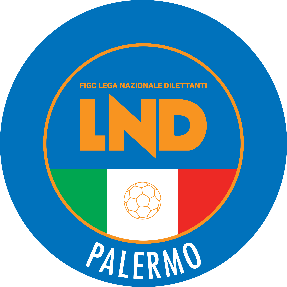 FIGC LEGA NAZIONALE DILETTANTI
LND
PALERMO